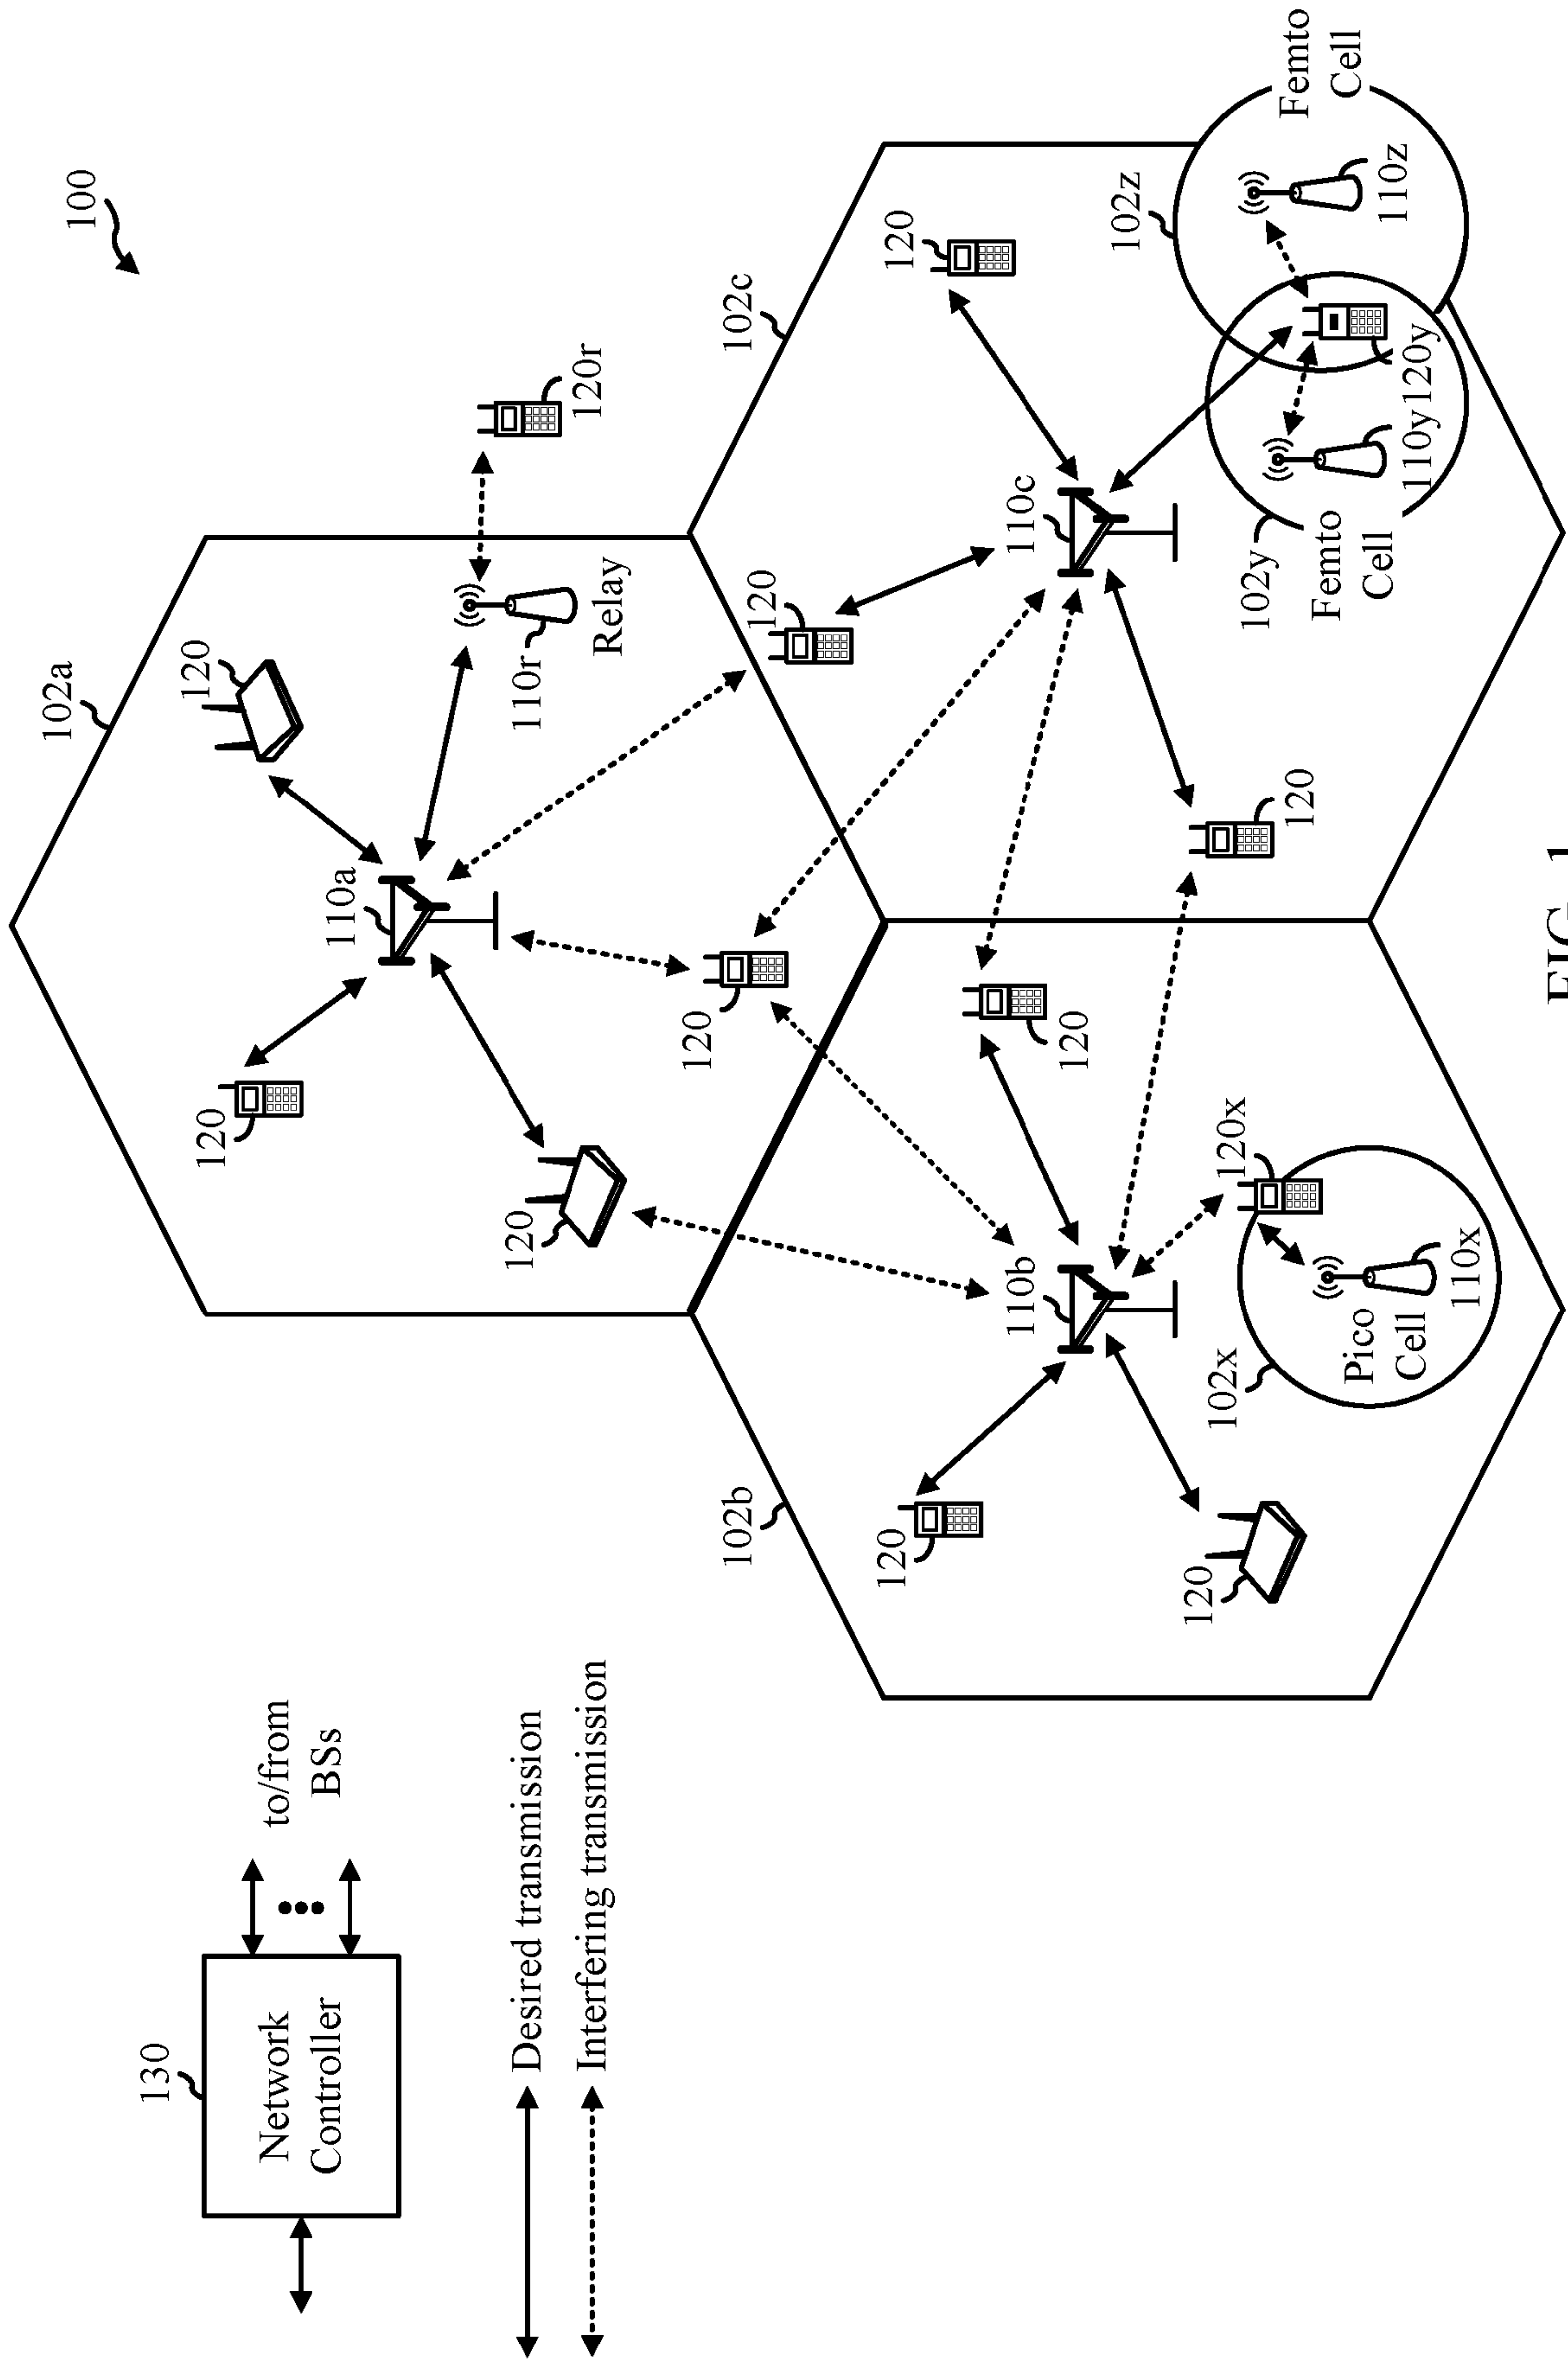 100
130
Network
Controller
to/from
BSs
Desired transmission
Interfering transmission
102a
120
120
110a
120
110r
Relay
120r
120
120
102b
102c
120
120
120
110b
110c
120
120
120
120x
102x
Pico
Cell
110x
102y
Femto
Cell
110y
120y
102z
110z
Femto
Cell